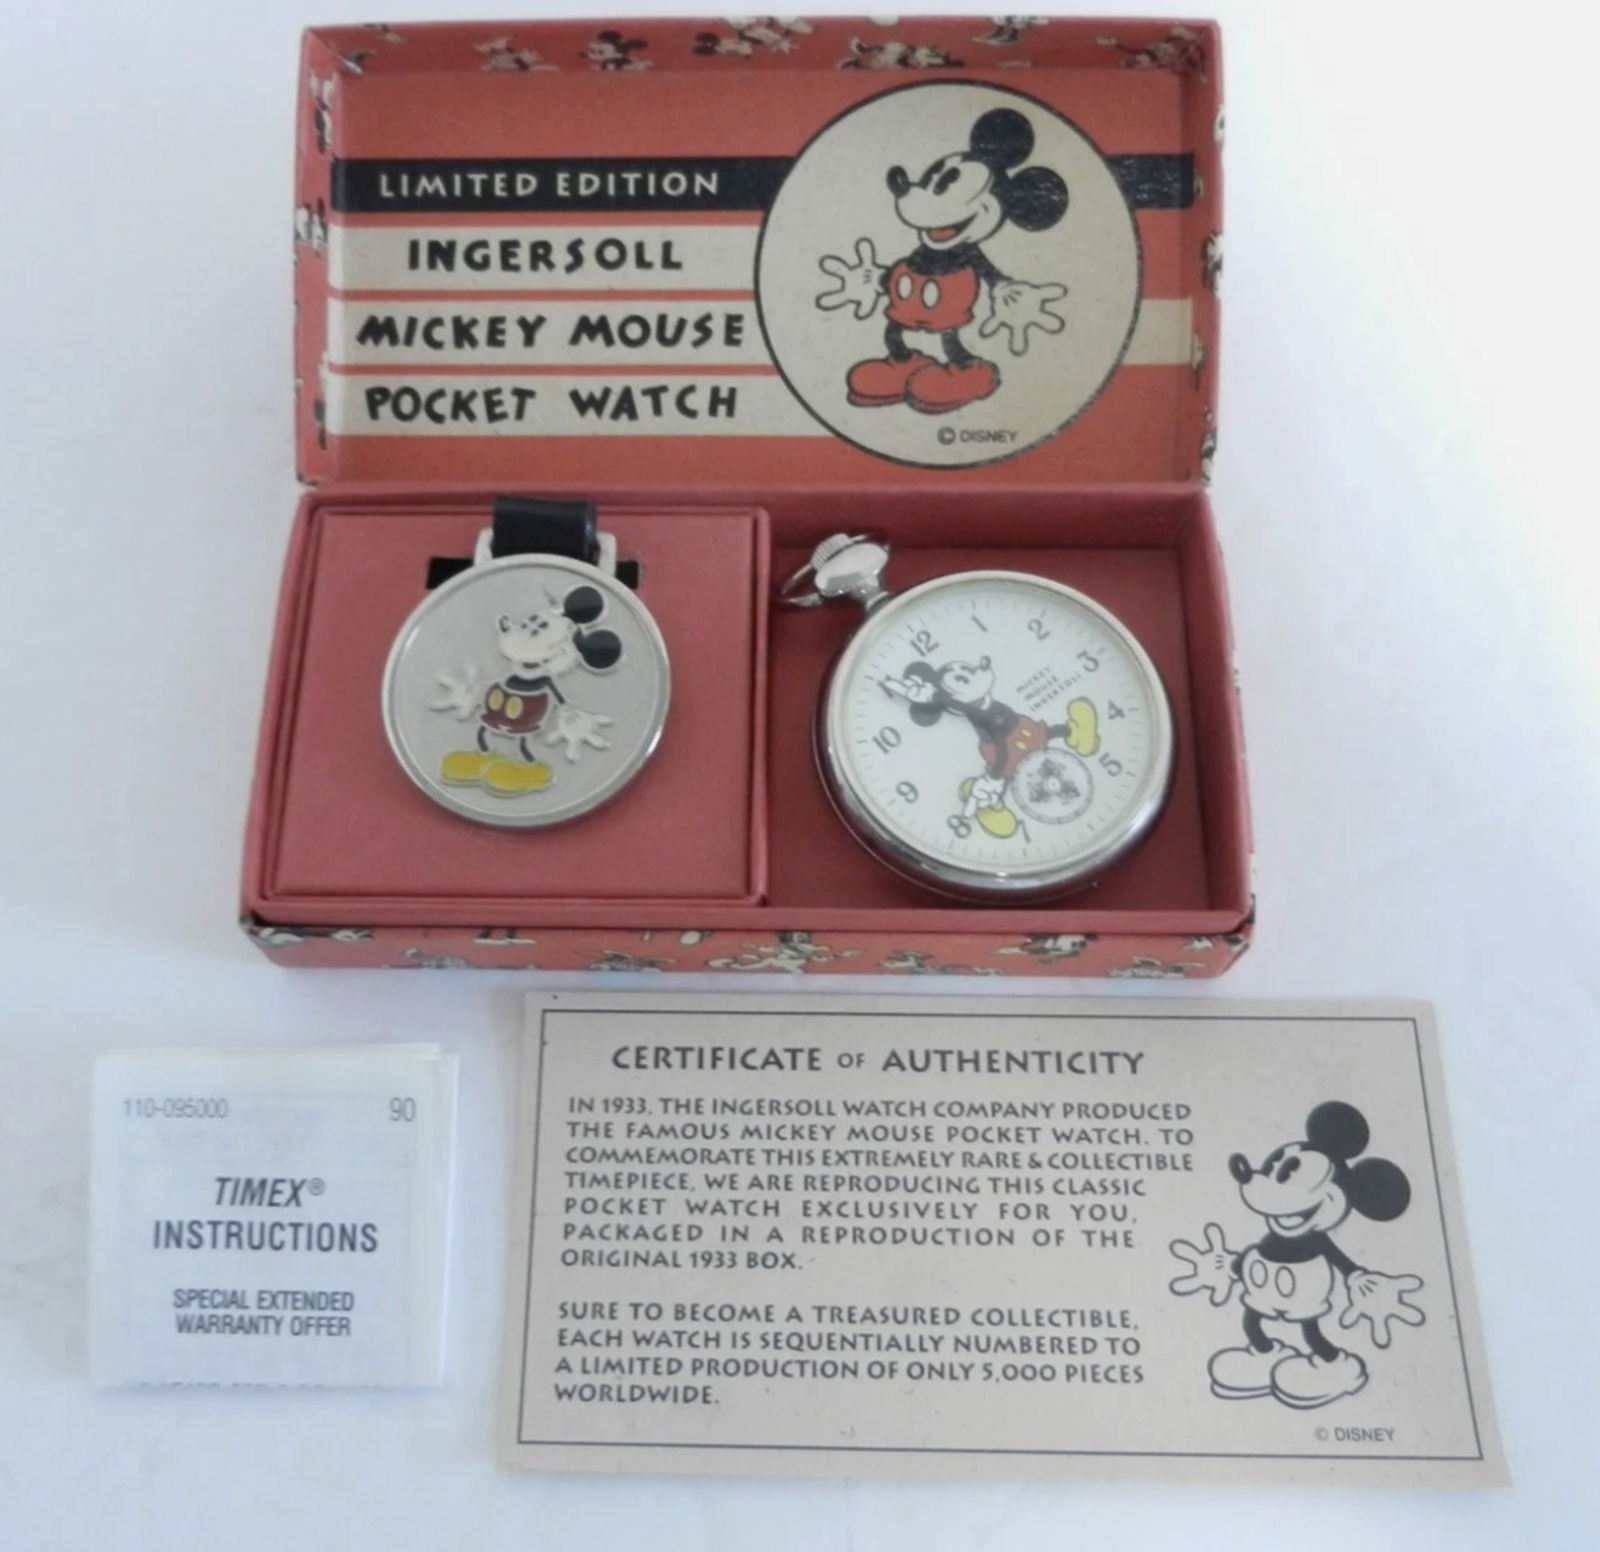 LIMITED EDITION
INGERSOLL
MICKEY MOUSE
POCKET WATCH
© DISNEY
12
1
2
3
4
5
7
8
9
10
MICKEY
MOUSE
INGERSOLL
110-095000 90
TIMEX®
INSTRUCTIONS
SPECIAL EXTENDED
WARRANTY OFFER
CERTIFICATE OF AUTHENTICITY
IN 1933, THE INGERSOLL WATCH COMPANY PRODUCED
THE FAMOUS MICKEY MOUSE POCKET WATCH. TO
COMMEMORATE THIS EXTREMELY RARE & COLLECTIBLE
TIMEPIECE, WE ARE REPRODUCING THIS CLASSIC
POCKET WATCH EXCLUSIVELY FOR YOU,
PACKAGED IN A REPRODUCTION OF THE
ORIGINAL 1933 BOX.
SURE TO BECOME A TREASURED COLLECTIBLE,
EACH WATCH IS SEQUENTIALLY NUMBERED TO
A LIMITED PRODUCTION OF ONLY 5,000 PIECES
WORLDWIDE.
© DISNEY